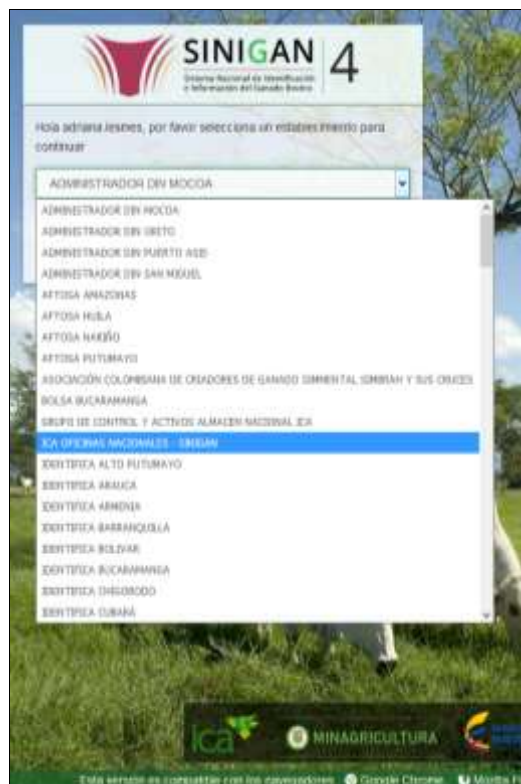 SINIGAN 4
Sistema Nacional de Identificación
e Información del Ganado Bovino
Hola adriana.lesmes, por favor selecciona un establecimiento para
continuar
ADMINISTRADOR DIN MOCOA
ADMINISTRADOR DIN MOCOA
ADMINISTRADOR DIN ORITO
ADMINISTRADOR DIN PUERTO ASIS
ADMINISTRADOR DIN SAN MIGUEL
AFTOSA AMAZONAS
AFTOSA HUILA
AFTOSA NARIÑO
AFTOSA PUTUMAYO
ASOCIACIÓN COLOMBIANA DE CRIADORES DE GANADO SIMMENTAL SIMBRAH Y SUS CRUCES
BOLSA BUCARAMANGA
GRUPO DE CONTROL Y ACTIVOS ALMACEN NACIONAL ICA
ICA OFICINAS NACIONALES - SINIGAN
IDENTIFICA ALTO PUTUMAYO
IDENTIFICA ARAUCA
IDENTIFICA ARMENIA
IDENTIFICA BARRANQUILLA
IDENTIFICA BOLIVAR
IDENTIFICA BUCARAMANGA
IDENTIFICA CHIGORODO
IDENTIFICA CUBARÁ
ica
MINAGRICULTURA
Esta versión es compatible con los navegadores Google Chrome Mozilla